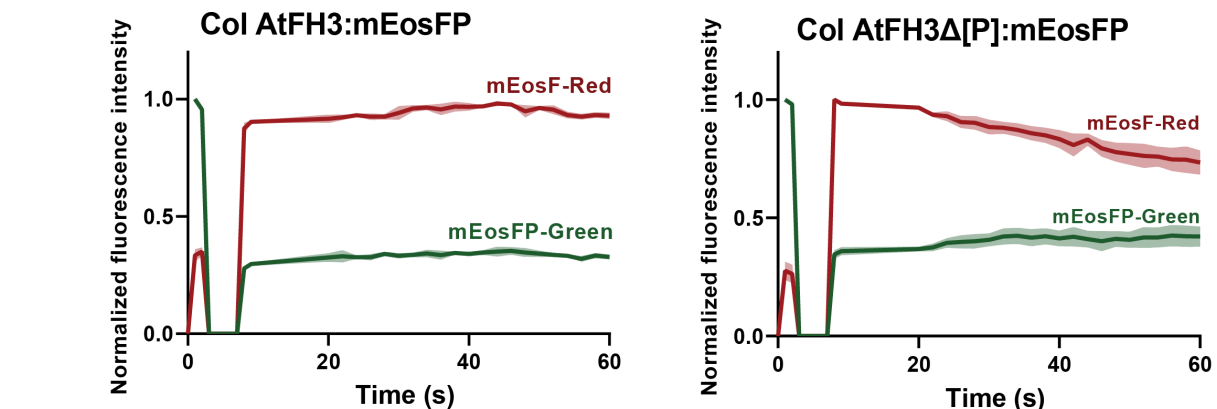 Col AtFH3:mEosFP
Normalized fluorescence intensity
1.0
0.5
0.0
mEosF-Red
mEosFP-Green
0 20 40 60
Time (s)
Col AtFH3Δ[P]:mEosFP
Normalized fluorescence intensity
1.0
0.5
0.0
mEosF-Red
mEosFP-Green
0 20 40 60
Time (s)